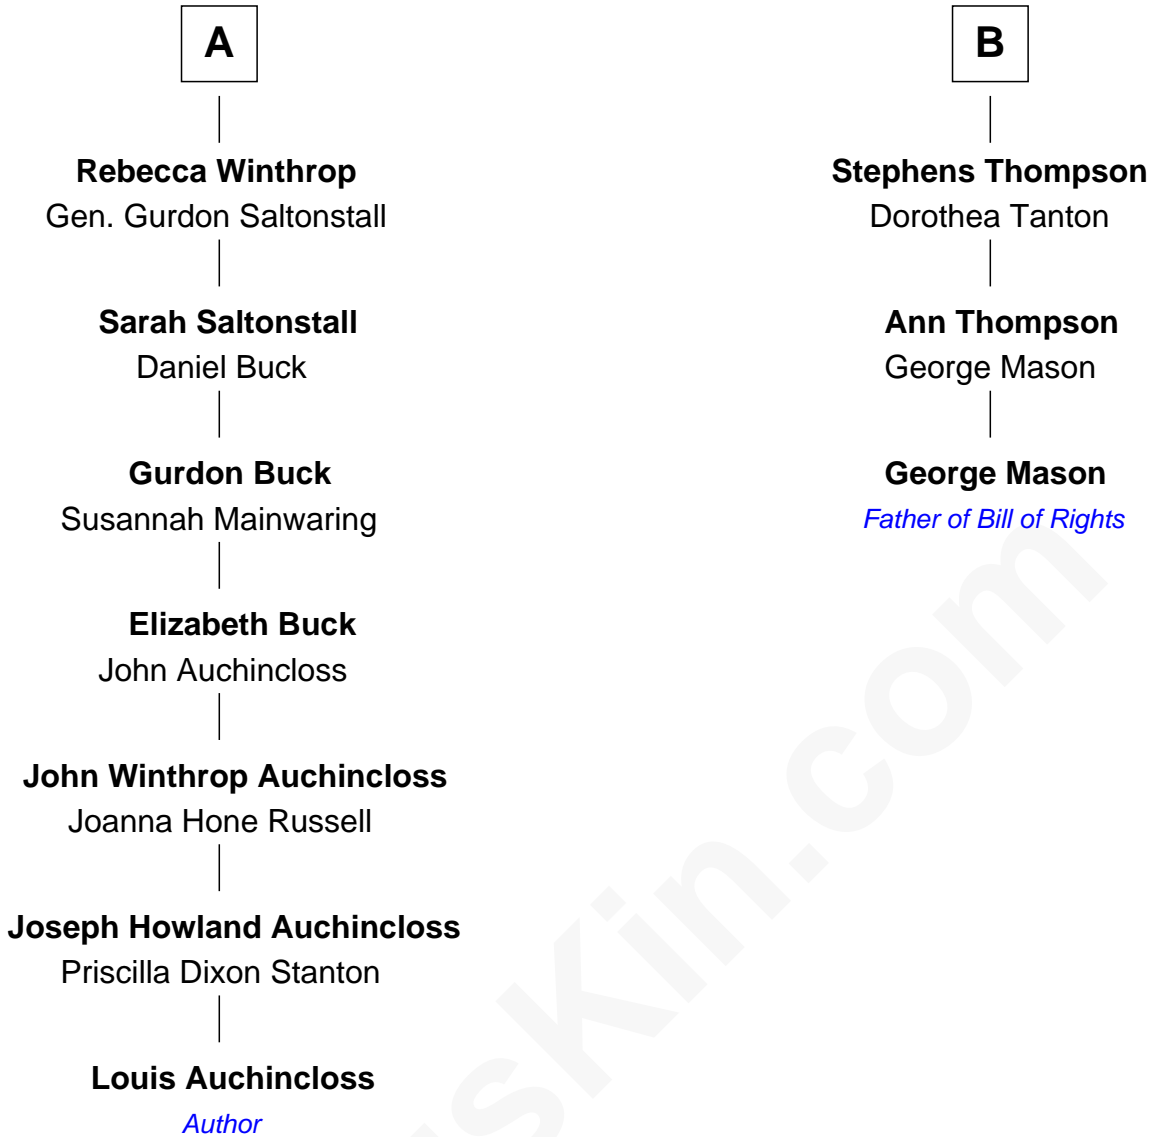 A
Rebecca Winthrop
Gen. Gurdon Saltonstall
Sarah Saltonstall
Daniel Buck
Gurdon Buck
Susannah Mainwaring
Elizabeth Buck
John Auchincloss
John Winthrop Auchincloss
Joanna Hone Russell
Joseph Howland Auchincloss
Priscilla Dixon Stanton
Louis Auchincloss
Author
B
Stephens Thompson
Dorothea Tanton
Ann Thompson
George Mason
George Mason
Father of Bill of Rights
usKin.com